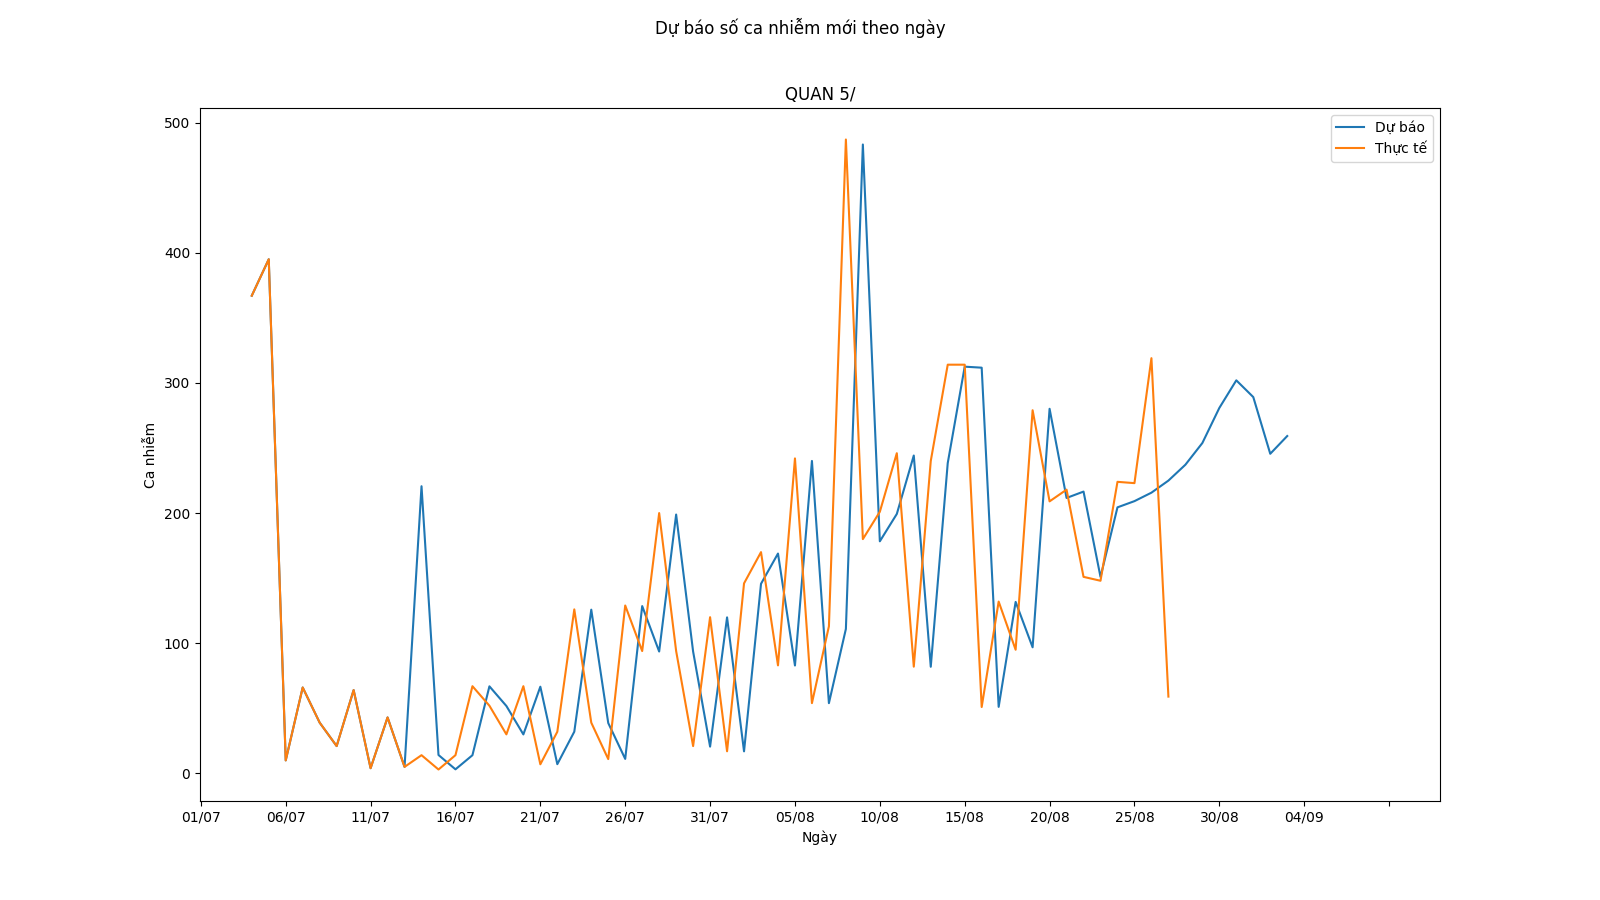 Dự báo số ca nhiễm mới theo ngày
QUAN 5/
Dự báo
Thực tế
500
400
300
200
100
0
Ca nhiễm
01/07 06/07 11/07 16/07 21/07 26/07 31/07 05/08 10/08 15/08 20/08 25/08 30/08 04/09
Ngày